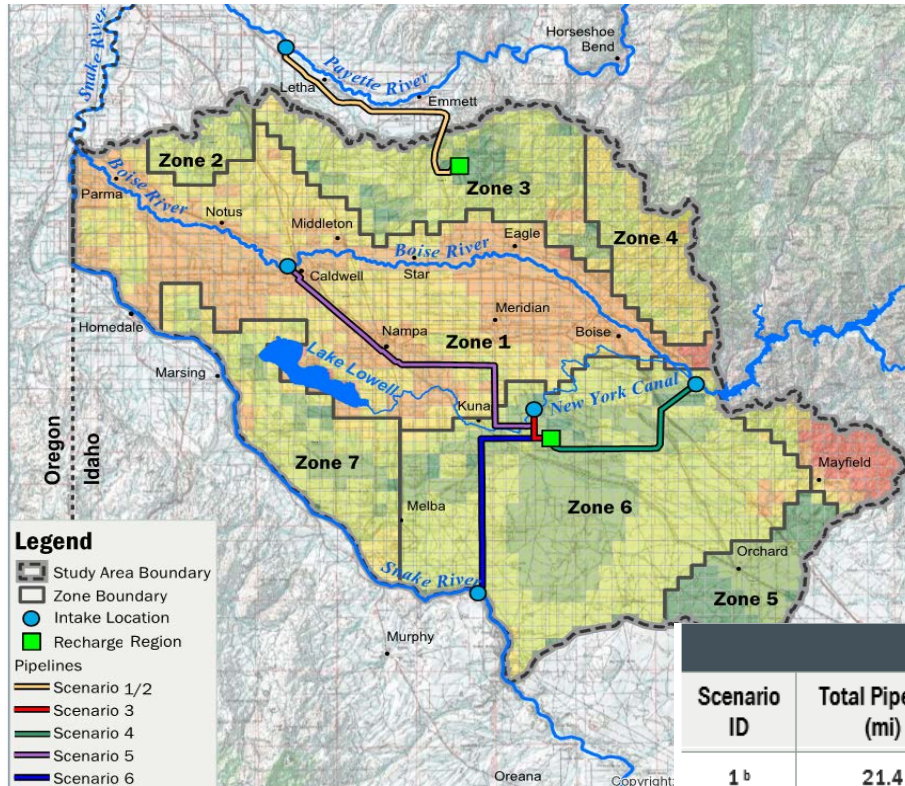 Snake River
Horseshoe
Bend
Payette River
Letha
Emmett
Zone 2
Zone 3
Parma
Boise River
Notus
Middleton
Zone 4
Eagle
Boise River
Star
Caldwell
Meridian
Homedale
Nampa
Zone 1
Boise
Lake Lowell
Marsing
Kuna
New York Canal
Oregon
Idaho
Zone 7
Mayfield
Melba
Zone 6
Orchard
Snake River
Zone 5
Murphy
Oreana
Copyright:
Legend
Study Area Boundary
Zone Boundary
Intake Location
Recharge Region
Pipelines
Scenario 1/2
Scenario 3
Scenario 4
Scenario 5
Scenario 6
Scenario
ID
Total Pipe
(mi)
1 b
21.4